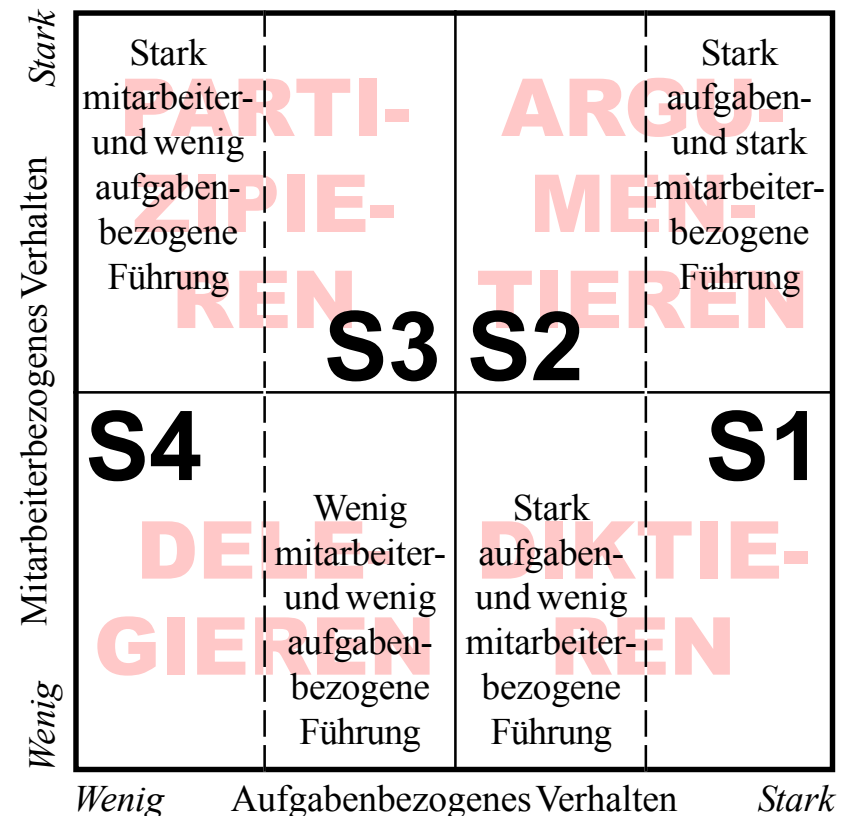 Stark
mitarbeiter-
und wenig
aufgaben-
bezogene
Führung
PARTI-
ZIPIE-
REN
S3
Stark
aufgaben-
und stark
mitarbeiter-
bezogene
Führung
ARGU-
MEN-
TIEREN
S2
S4
Wenig
mitarbeiter-
und wenig
aufgaben-
bezogene
Führung
DELE-
GIEREN
S1
Stark
aufgaben-
und wenig
mitarbeiter-
bezogene
Führung
DIKTIE-
REN
Stark
Mitarbeiterbezogenes Verhalten
Wenig
Wenig
Aufgabenbezogenes Verhalten
Stark